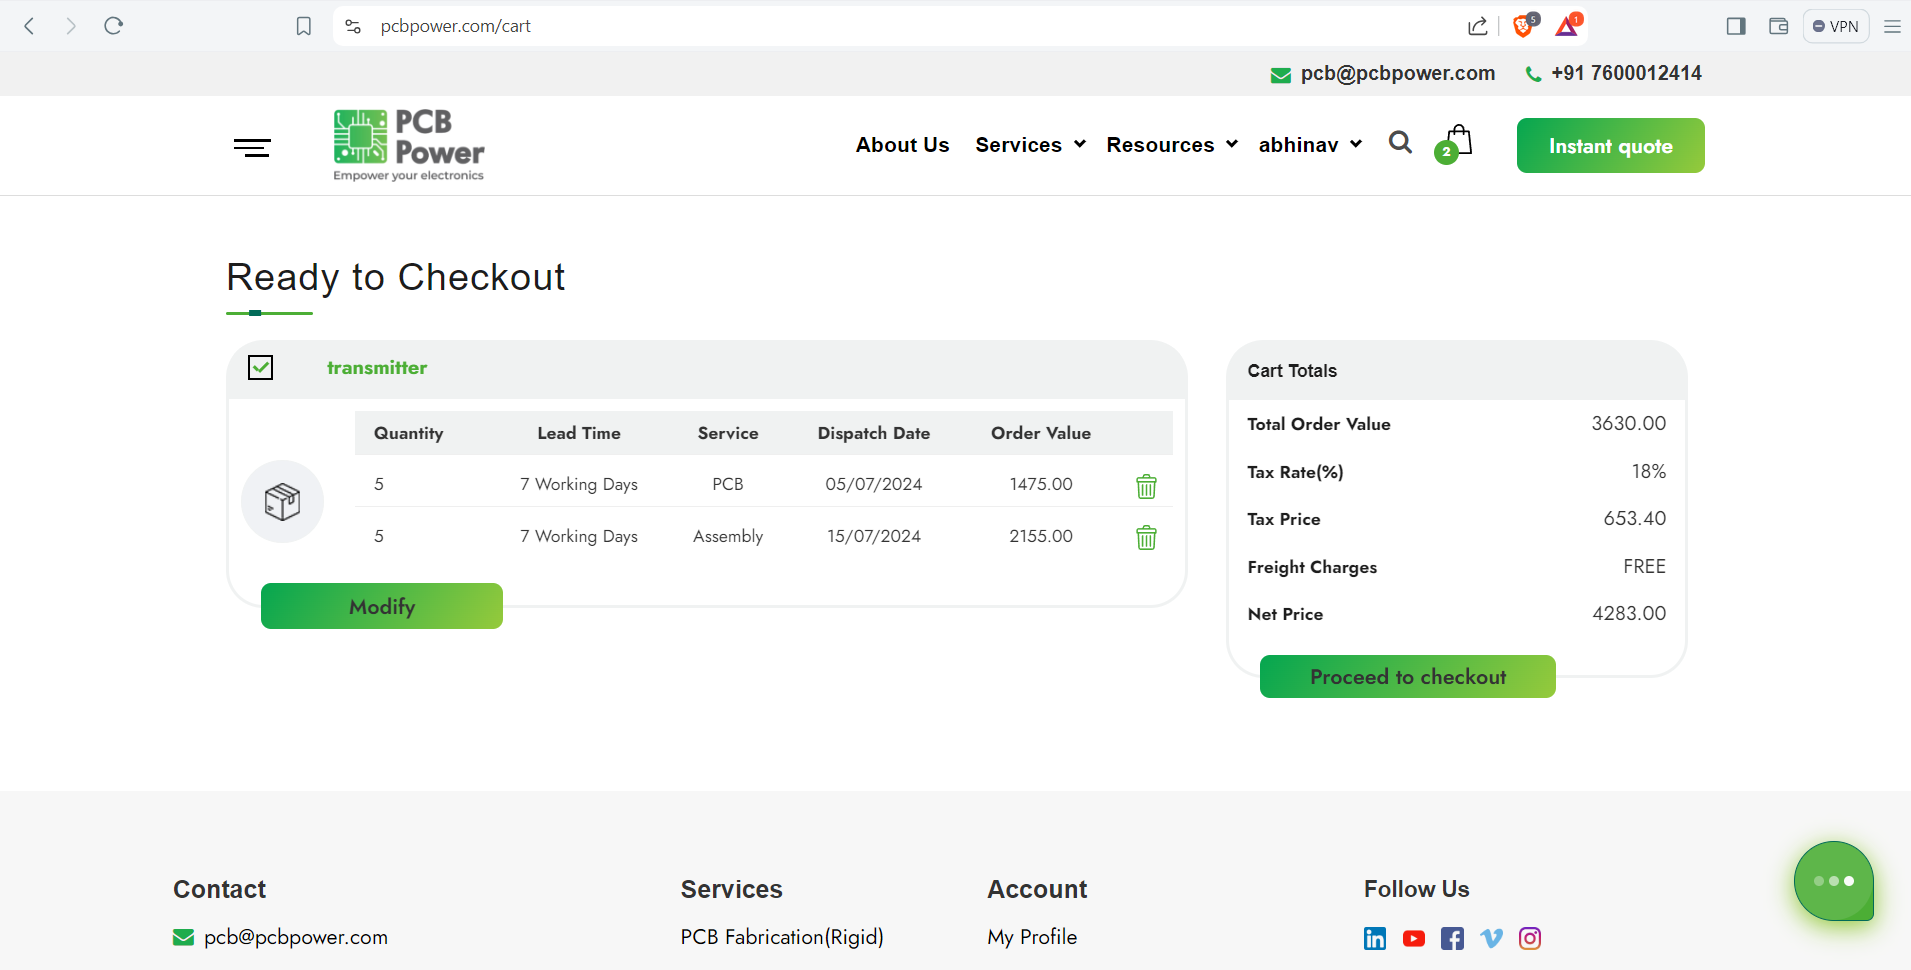 pcbpower.com/cart
5
1
VPN
pcb@pcbpower.com +91 7600012414
PCB
Power
Empower your electronics
About Us Services Resources abhinav
2
Instant quote
Ready to Checkout
transmitter
Quantity Lead Time Service Dispatch Date Order Value
5 7 Working Days PCB 05/07/2024 1475.00
5 7 Working Days Assembly 15/07/2024 2155.00
Modify
Cart Totals
Total Order Value 3630.00
Tax Rate(%) 18%
Tax Price 653.40
Freight Charges FREE
Net Price 4283.00
Proceed to checkout
Contact Services Account Follow Us
pcb@pcbpower.com PCB Fabrication(Rigid) My Profile